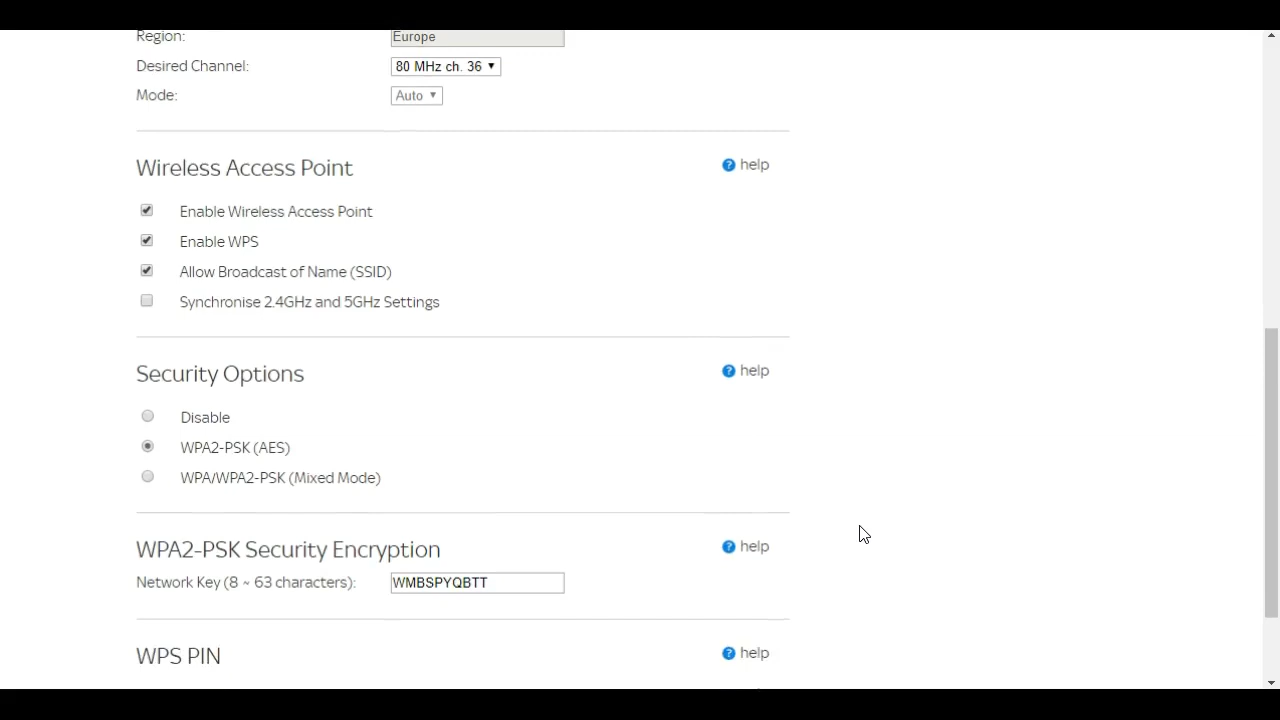 Region: Europe
Desired Channel: 80 MHz ch. 36
Mode: Auto
Wireless Access Point ? help
Enable Wireless Access Point
Enable WPS
Allow Broadcast of Name (SSID)
Synchronise 2.4GHz and 5GHz Settings
Security Options ? help
Disable
WPA2-PSK (AES)
WPA/WPA2-PSK (Mixed Mode)
WPA2-PSK Security Encryption ? help
Network Key (8 ~ 63 characters): WMBSPYQBTT
WPS PIN ? help